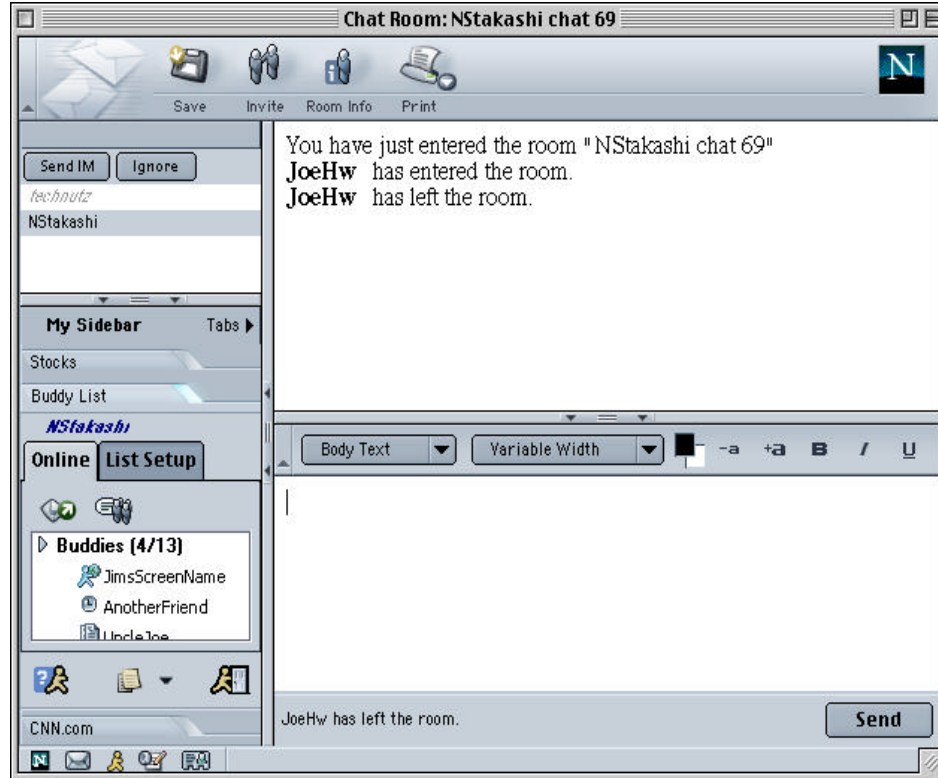 Chat Room: NStakashi chat 69
N
Save Invite Room Info Print
Send IM Ignore
technutz
NStakashi
My Sidebar Tabs
Stocks
Buddy List
NStakashi
Online List Setup
Buddies (4/13)
JimsScreenName
AnotherFriend
UncleJoe
CNN.com
You have just entered the room "NStakashi chat 69"
JoeHw has entered the room.
JoeHw has left the room.
Body Text Variable Width -a +a B I U
JoeHw has left the room. Send
N